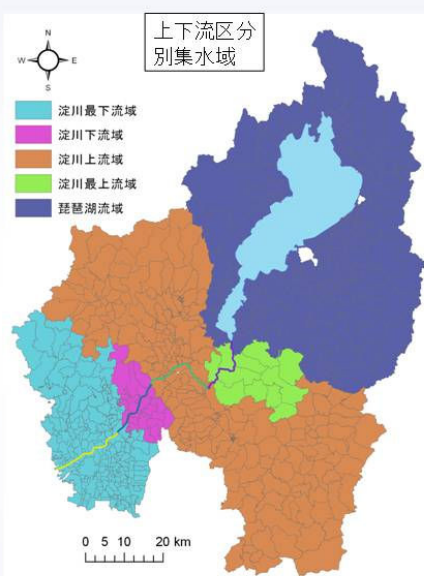 上下流区分
別集水域
N
W E
S
淀川最下流域
淀川下流域
淀川上流域
淀川最上流域
琵琶湖流域
0 5 10 20 km